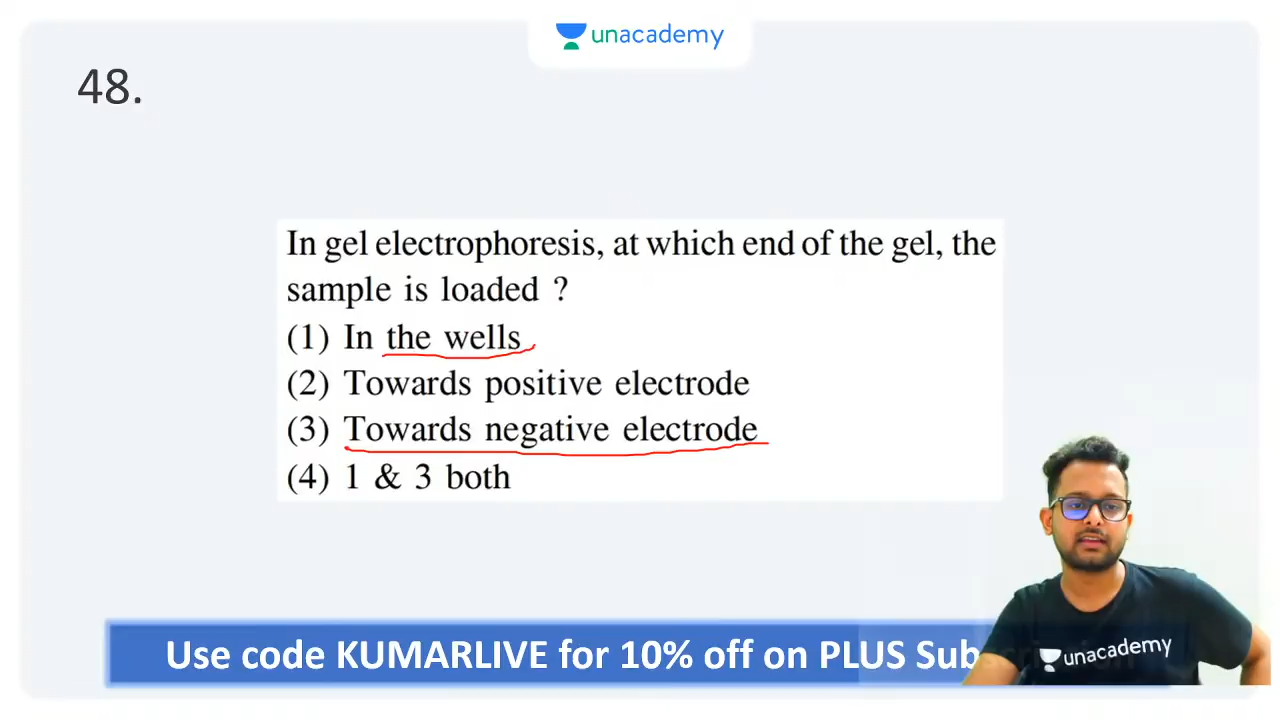 unacademy
48.
In gel electrophoresis, at which end of the gel, the
sample is loaded ?
(1) In the wells
(2) Towards positive electrode
(3) Towards negative electrode
(4) 1 & 3 both
Use code KUMARLIVE for 10% off on PLUS
unacademy